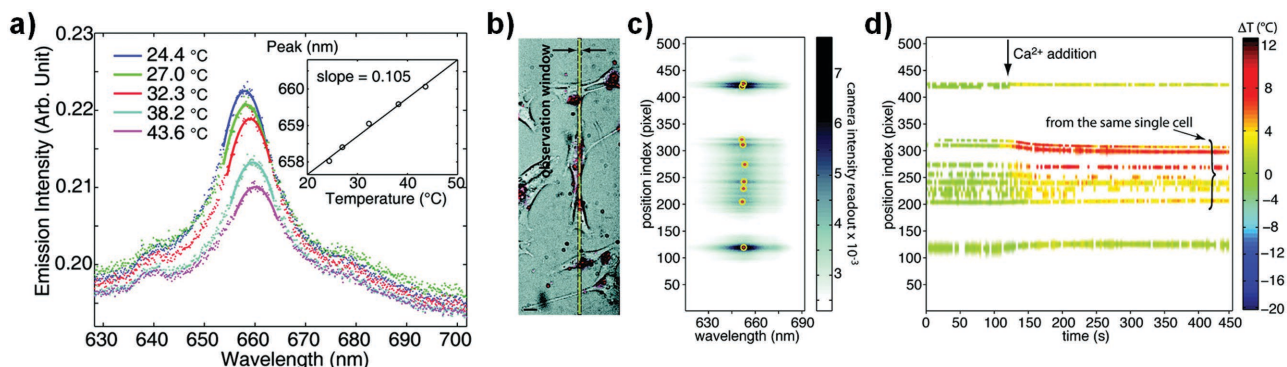 a)
0.23
0.22
0.21
0.20
Emission Intensity (Arb. Unit)
24.4 °C
27.0 °C
32.3 °C
38.2 °C
43.6 °C
Peak (nm)
slope = 0.105
660
659
658
20 30 40 50
Temperature (°C)
630 640 650 660 670 680 690 700
Wavelength (nm)
b)
observation window
c)
position index (pixel)
500
450
400
350
300
250
200
150
100
50
630 660 690
wavelength (nm)
7
6
5
4
3
camera intensity readout x 10⁻³
d)
Ca²⁺ addition
from the same single cell
position index (pixel)
500
450
400
350
300
250
200
150
100
50
0 50 100 150 200 250 300 350 400 450
time (s)
ΔT (°C)
12
8
4
0
−4
−8
−12
−16
−20